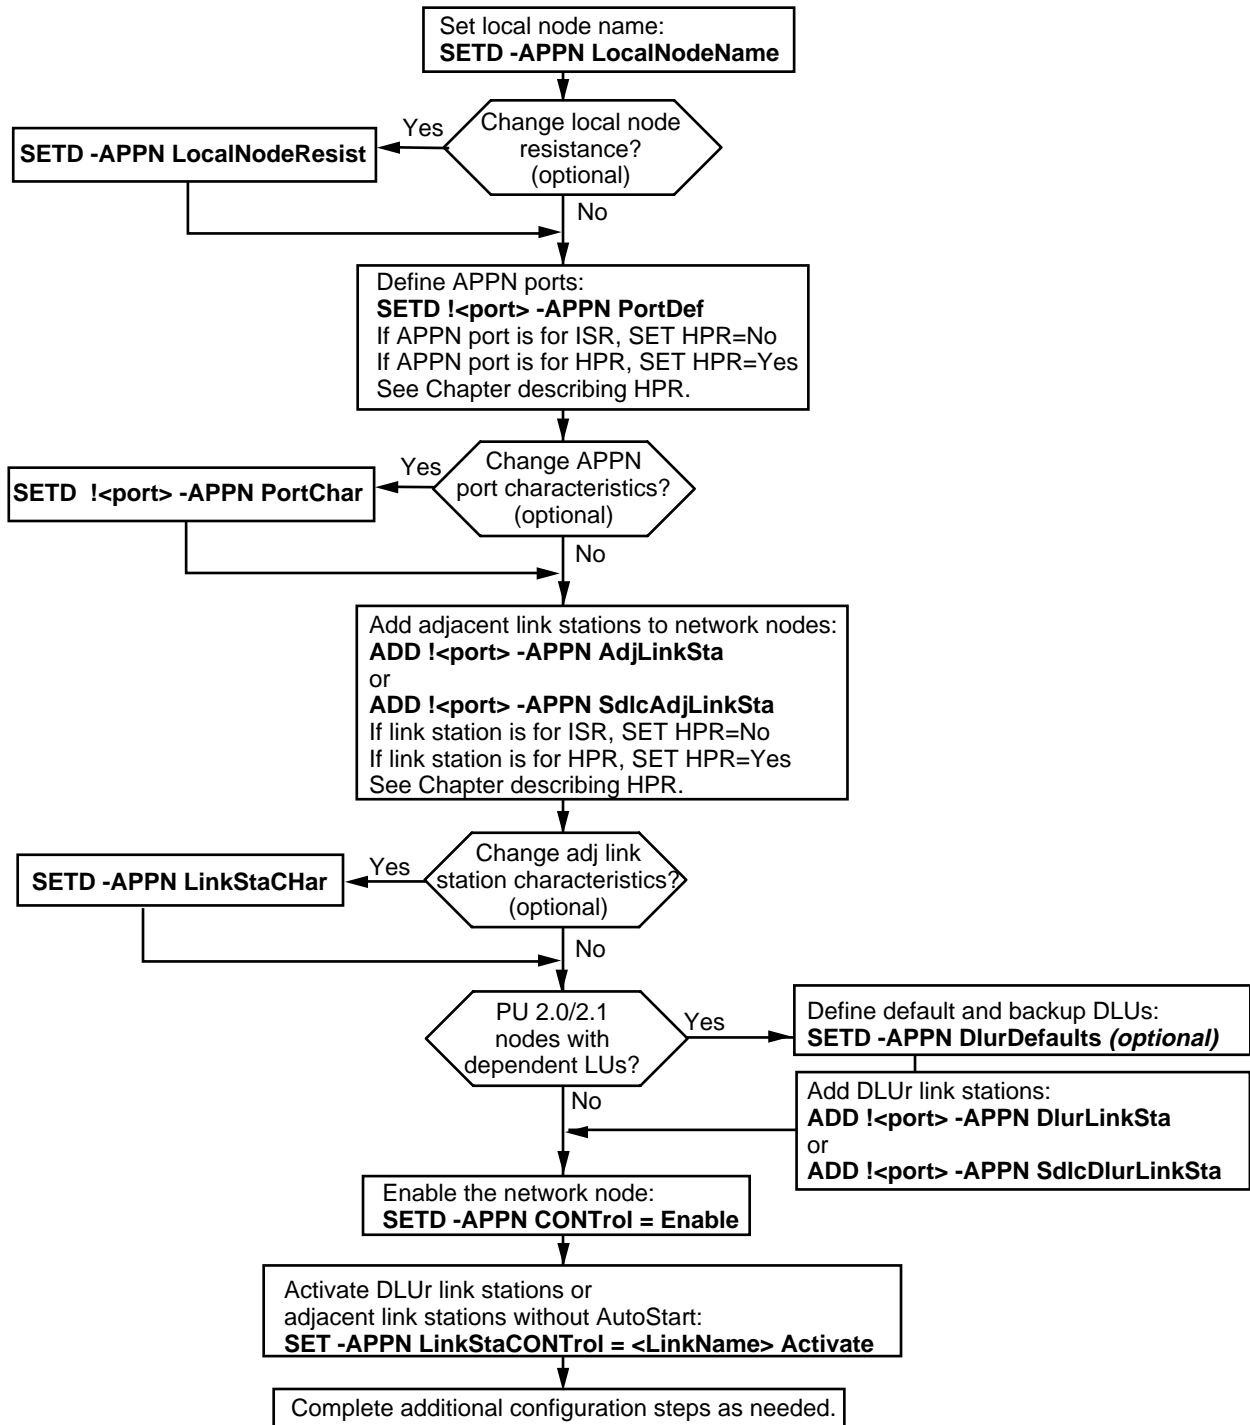 Set local node name:
SETD -APPN LocalNodeName
Change local node
resistance?
(optional)
Yes
SETD -APPN LocalNodeResist
No
Define APPN ports:
SETD !<port> -APPN PortDef
If APPN port is for ISR, SET HPR=No
If APPN port is for HPR, SET HPR=Yes
See Chapter describing HPR.
Change APPN
port characteristics?
(optional)
Yes
SETD !<port> -APPN PortChar
No
Add adjacent link stations to network nodes:
ADD !<port> -APPN AdjLinkSta
or
ADD !<port> -APPN SdlcAdjLinkSta
If link station is for ISR, SET HPR=No
If link station is for HPR, SET HPR=Yes
See Chapter describing HPR.
Change adj link
station characteristics?
(optional)
Yes
SETD -APPN LinkStaCHar
No
PU 2.0/2.1
nodes with
dependent LUs?
Yes
Define default and backup DLUs:
SETD -APPN DlurDefaults (optional)
Add DLUr link stations:
ADD !<port> -APPN DlurLinkSta
or
ADD !<port> -APPN SdlcDlurLinkSta
No
Enable the network node:
SETD -APPN CONTrol = Enable
Activate DLUr link stations or
adjacent link stations without AutoStart:
SET -APPN LinkStaCONTrol = <LinkName> Activate
Complete additional configuration steps as needed.